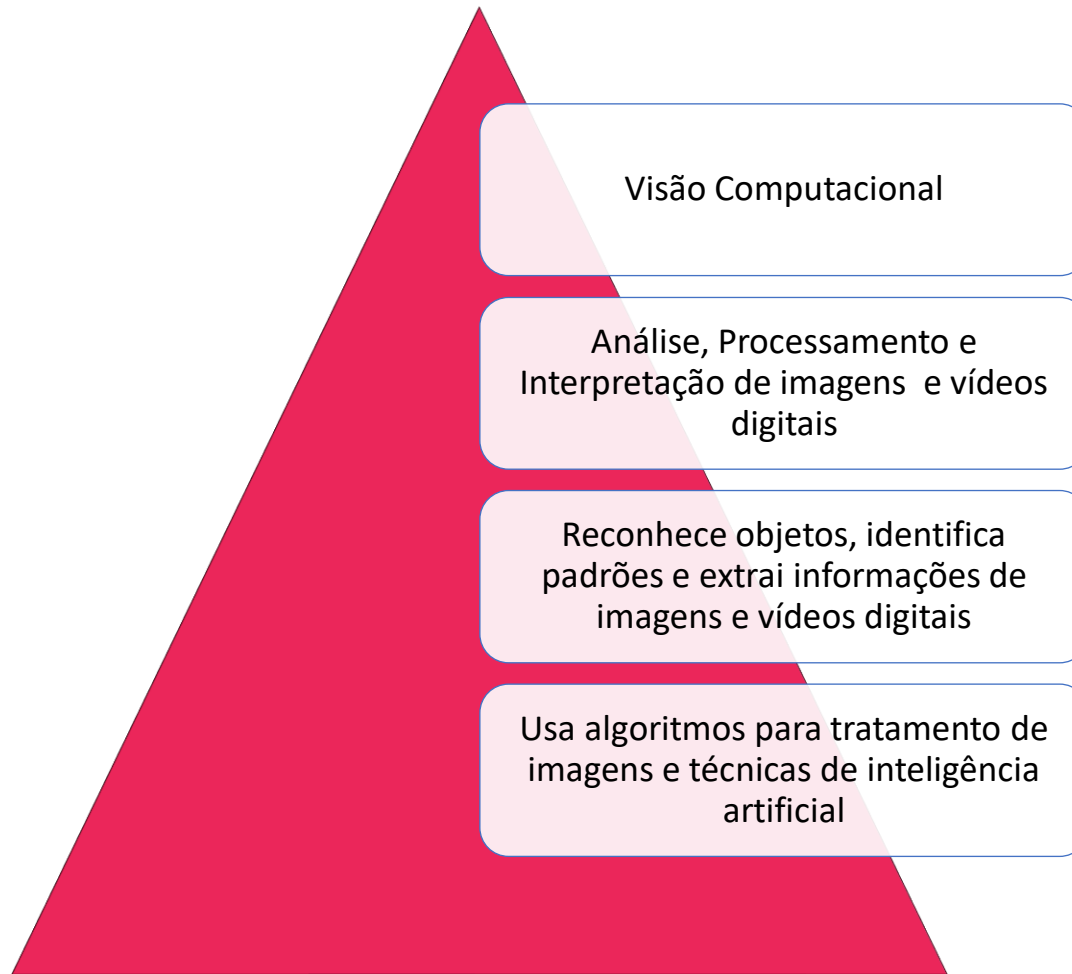 Visão Computacional
Análise, Processamento e
Interpretação de imagens  e vídeos
digitais
Reconhece objetos, identifica
padrões e extrai informações de
imagens e vídeos digitais
Usa algoritmos para tratamento de
imagens e técnicas de inteligência
artificial